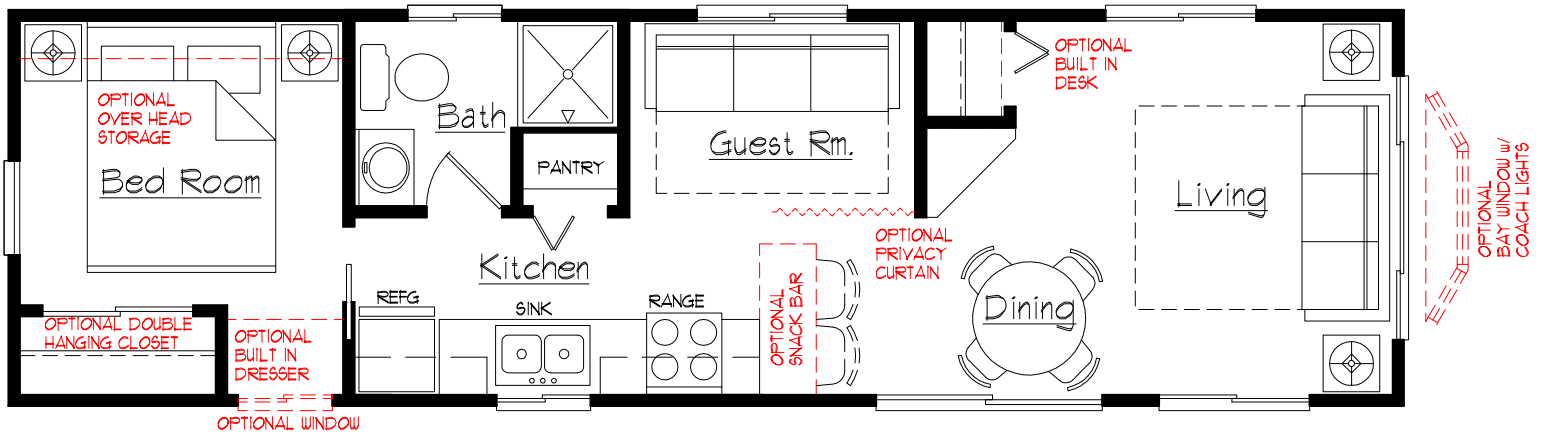 OPTIONAL
OVER HEAD
STORAGE
Bed Room
OPTIONAL DOUBLE
HANGING CLOSET
OPTIONAL
BUILT IN
DRESSER
OPTIONAL WINDOW
Bath
PANTRY
Kitchen
REFG
SINK
RANGE
Guest Rm.
OPTIONAL
SNACK BAR
OPTIONAL
PRIVACY
CURTAIN
OPTIONAL
BUILT IN
DESK
Dining
Living
OPTIONAL
BAY WINDOW w/
COACH LIGHTS